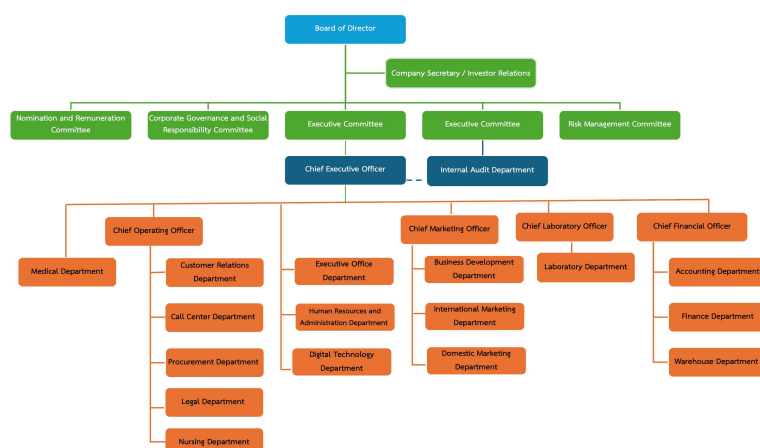 Board of
Director
Company Secretary / Investor Relations
Nomination and Remuneration
Committee
Corporate Governance and Social
Responsibility Committee
Executive Committee
Executive Committee
Risk Management Committee
Chief Executive Officer
Internal Audit Department
Chief Operating Officer
Chief Marketing Officer
Chief Laboratory Officer
Chief Financial Officer
Medical Department
Customer Relations
Department
Call Center Department
Procurement Department
Legal Department
Nursing Department
Executive Office
Department
Human Resources and
Administration Department
Digital Technology
Department
Business Development
Department
International Marketing
Department
Domestic Marketing
Department
Laboratory Department
Accounting Department
Finance Department
Warehouse Department